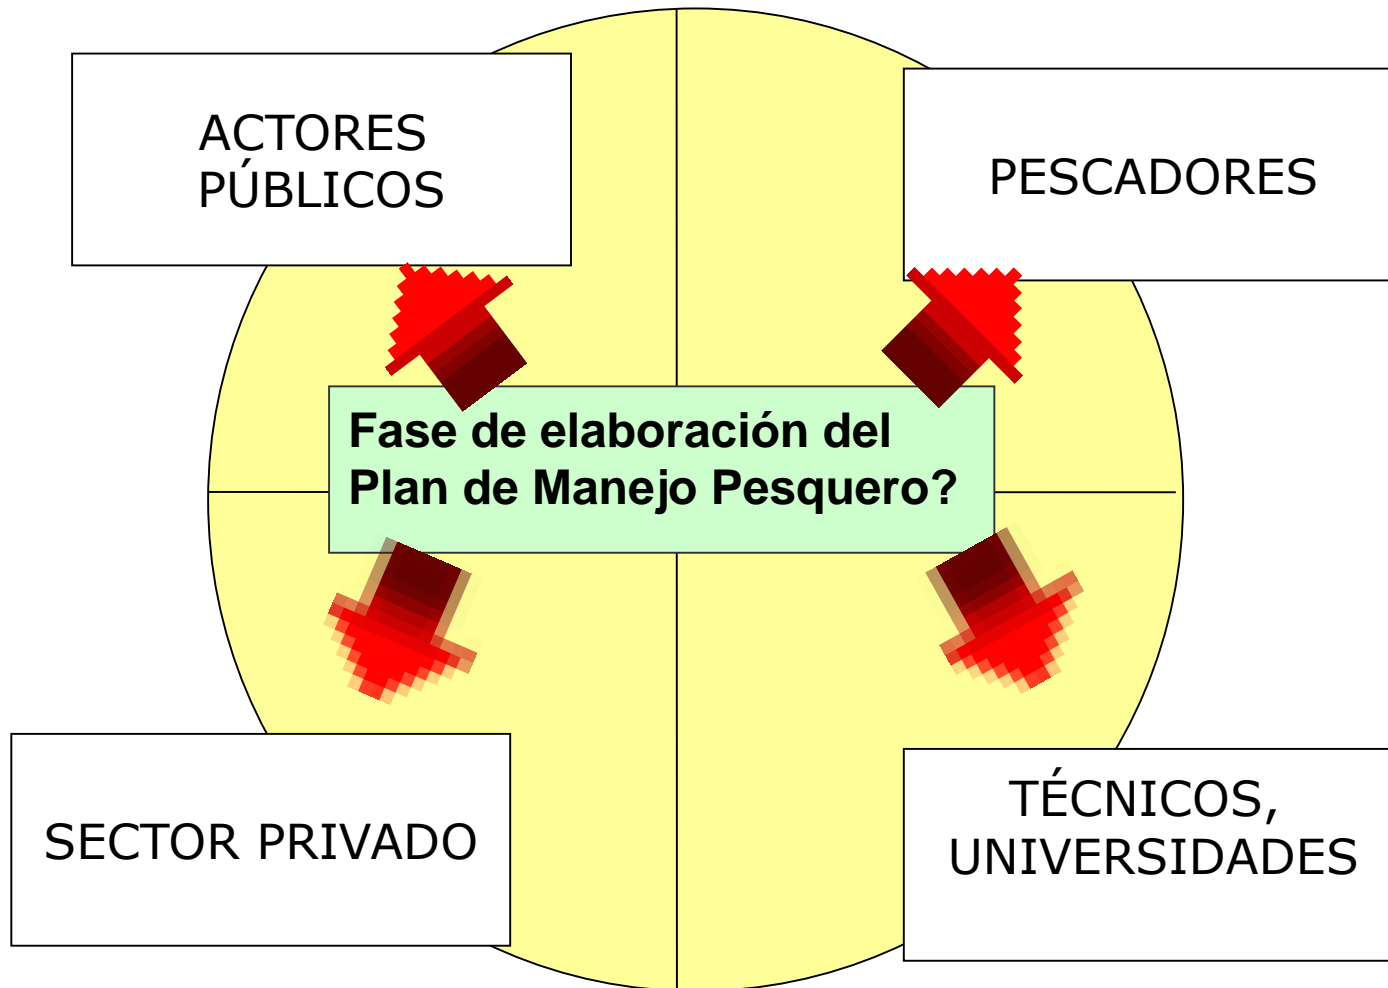 ACTORES
PÚBLICOS
PESCADORES
Fase de elaboración del
Plan de Manejo Pesquero?
SECTOR PRIVADO
TÉCNICOS,
UNIVERSIDADES